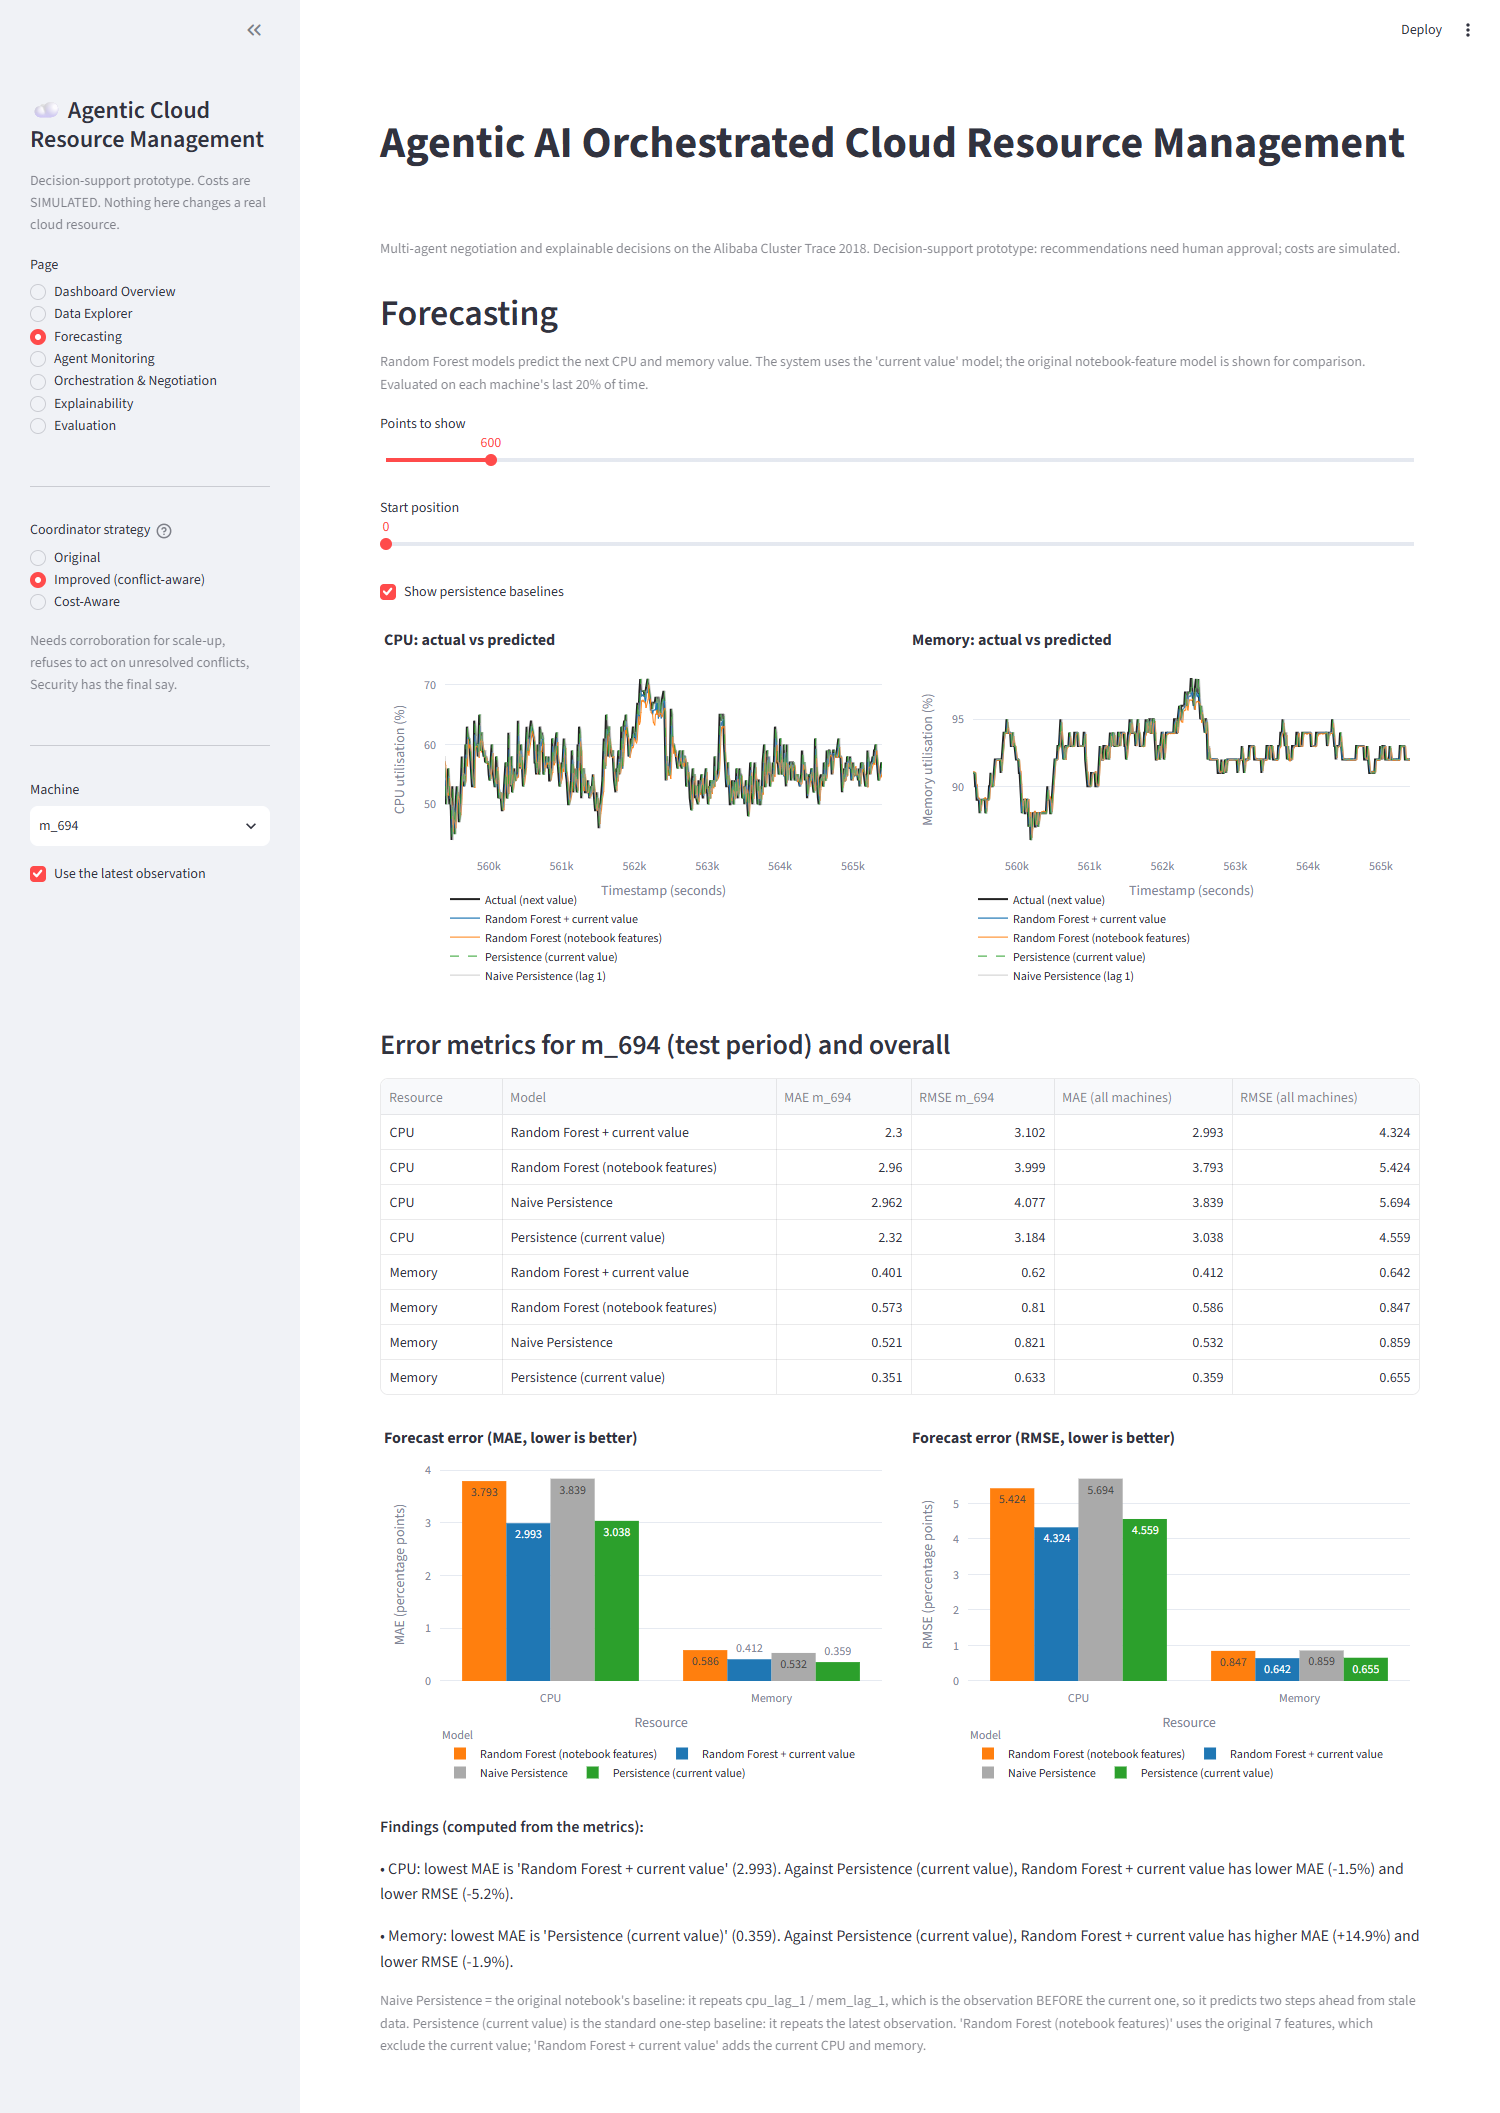 Deploy
Agentic Cloud
Resource Management
Decision-support prototype. Costs are
SIMULATED. Nothing here changes a real
cloud resource.
Page
Dashboard Overview
Data Explorer
Forecasting
Agent Monitoring
Orchestration & Negotiation
Explainability
Evaluation
Coordinator strategy
Original
Improved (conflict-aware)
Cost-Aware
Needs corroboration for scale-up,
refuses to act on unresolved conflicts,
Security has the final say.
Machine
m_694
Use the latest observation
Agentic AI Orchestrated Cloud Resource Management
Multi-agent negotiation and explainable decisions on the Alibaba Cluster Trace 2018. Decision-support prototype: recommendations need human approval; costs are simulated.
Forecasting
Random Forest models predict the next CPU and memory value. The system uses the 'current value' model; the original notebook-feature model is shown for comparison.
Evaluated on each machine's last 20% of time.
Points to show
600
Start position
0
Show persistence baselines
CPU: actual vs predicted
CPU utilisation (%)
70
60
50
560k 561k 562k 563k 564k 565k
Timestamp (seconds)
Actual (next value)
Random Forest + current value
Random Forest (notebook features)
Persistence (current value)
Naive Persistence (lag 1)
Memory: actual vs predicted
Memory utilisation (%)
95
90
560k 561k 562k 563k 564k 565k
Timestamp (seconds)
Actual (next value)
Random Forest + current value
Random Forest (notebook features)
Persistence (current value)
Naive Persistence (lag 1)
Error metrics for m_694 (test period) and overall
Resource Model MAE m_694 RMSE m_694 MAE (all machines) RMSE (all machines)
CPU Random Forest + current value 2.3 3.102 2.993 4.324
CPU Random Forest (notebook features) 2.96 3.999 3.793 5.424
CPU Naive Persistence 2.962 4.077 3.839 5.694
CPU Persistence (current value) 2.32 3.184 3.038 4.559
Memory Random Forest + current value 0.401 0.62 0.412 0.642
Memory Random Forest (notebook features) 0.573 0.81 0.586 0.847
Memory Naive Persistence 0.521 0.821 0.532 0.859
Memory Persistence (current value) 0.351 0.633 0.359 0.655
Forecast error (MAE, lower is better)
MAE (percentage points)
4
3
2
1
0
3.793 2.993 3.839 3.038
0.586 0.412 0.532 0.359
CPU Memory
Resource
Model
Random Forest (notebook features) Random Forest + current value
Naive Persistence Persistence (current value)
Forecast error (RMSE, lower is better)
RMSE (percentage points)
5
4
3
2
1
0
5.424 4.324 5.694 4.559
0.847 0.642 0.859 0.655
CPU Memory
Resource
Model
Random Forest (notebook features) Random Forest + current value
Naive Persistence Persistence (current value)
Findings (computed from the metrics):
• CPU: lowest MAE is 'Random Forest + current value' (2.993). Against Persistence (current value), Random Forest + current value has lower MAE (-1.5%) and
lower RMSE (-5.2%).
• Memory: lowest MAE is 'Persistence (current value)' (0.359). Against Persistence (current value), Random Forest + current value has higher MAE (+14.9%) and
lower RMSE (-1.9%).
Naive Persistence = the original notebook's baseline: it repeats cpu_lag_1 / mem_lag_1, which is the observation BEFORE the current one, so it predicts two steps ahead from stale
data. Persistence (current value) is the standard one-step baseline: it repeats the latest observation. 'Random Forest (notebook features)' uses the original 7 features, which
exclude the current value; 'Random Forest + current value' adds the current CPU and memory.